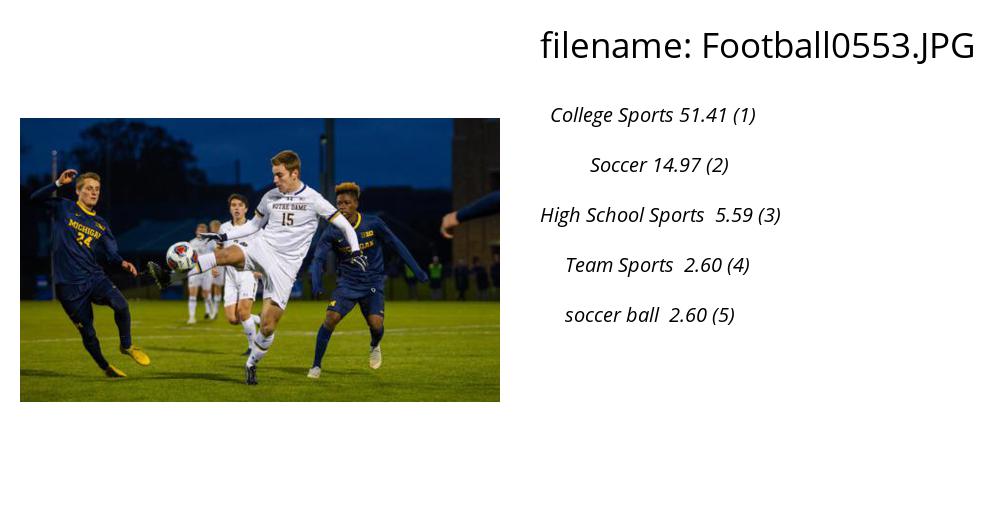 filename: Football0553.JPG
College Sports 51.41 (1)
Soccer 14.97 (2)
High School Sports 5.59 (3)
Team Sports 2.60 (4)
soccer ball 2.60 (5)
NOTRE DAME
15
MICHIGAN
24
MICHIGAN